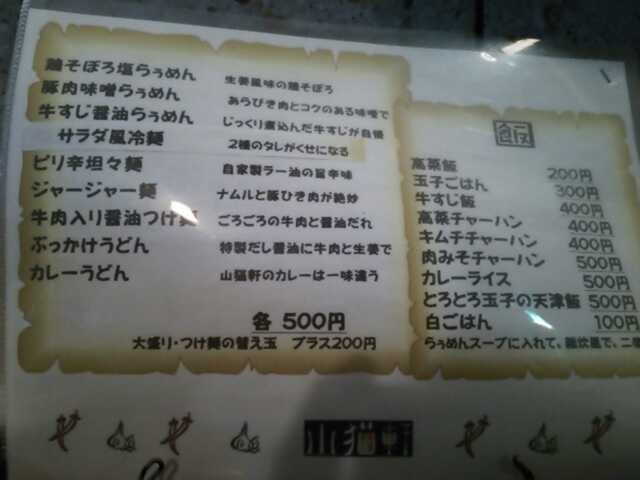 鶏そぼろ塩らぅめん 生姜風味の鶏そぼろ
豚肉味噌らぅめん あらびき肉とコクのある味噌で
牛すじ醤油らぅめん じっくり煮込んだ牛すじが自慢
サラダ風冷麺 2種のタレがくせになる
ピリ辛坦々麺 自家製ラー油の旨辛味
ジャージャー麺 ナムルと豚ひき肉が絶妙
牛肉入り醤油つけ麺 ごろごろの牛肉と醤油だれ
ぶっかけうどん 特製だし醤油に牛肉と生姜で
カレーうどん 山猫軒のカレーは一味違う
各 500円
大盛り・つけ麺の替え玉 プラス200円
飯
高菜飯 200円
玉子ごはん 300円
牛すじ飯 400円
高菜チャーハン 400円
キムチチャーハン 400円
肉みそチャーハン 500円
カレーライス 500円
とろとろ玉子の天津飯 500円
白ごはん 100円
らぅめんスープに入れて、雑炊風で、二度
山猫軒